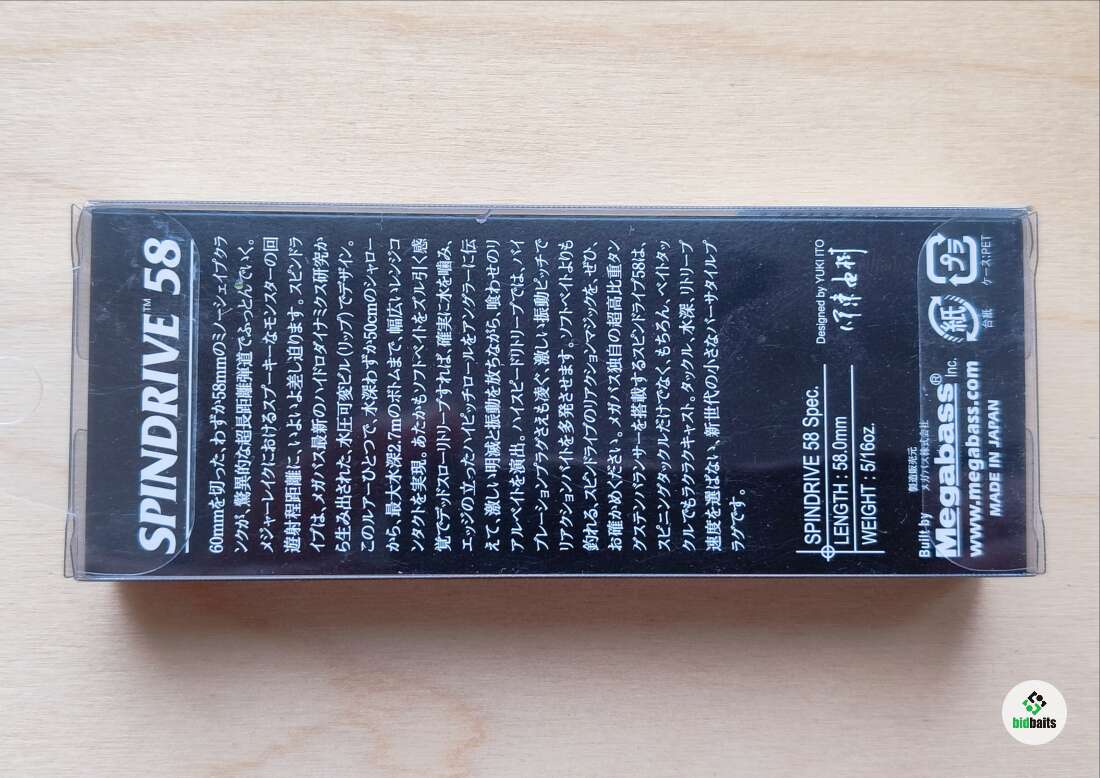 SPINDRIVE™ 58
60mmを切った、わずか58mmのミノーシェイプクラ
ンクが、驚異的な超長距離弾道でふっとんでいく。
メジャーレイクにおけるスプーキーなモンスターの回
遊射程距離に、いよいよ差し迫ります。スピンドラ
イブは、メガバス最新のハイドロダイナミクス研究か
ら生み出された、水圧可変ビル(リップ)でデザイン。
このルアーひとつで、水深わずか50cmのシャロー
から、最大水深2.7mのボトムまで、幅広いレンジコ
ンタクトを実現。あたかもソフトベイトをズル引く感
覚でデッドスローリトリーブすれば、確実に水を噛み、
エッジの立ったハイピッチロールをアングラーに伝
えて、激しい明滅と振動を放ちながら、喰わせのリ
アルベイトを演出。ハイスピードリトリーブでは、バイ
ブレーションプラグさえも凌ぐ、激しい振動ピッチで
リアクションバイトを多発させます。ソフトベイトよりも
釣れる、スピンドライブのリアクションマジックを、ぜひ、
お確かめください。メガバス独自の超高比重タン
グステンバランサーを搭載するスピンドライブ58は、
スピニングタックルだけでなく、もちろん、ベイトタッ
クルでもラクラクキャスト。タックル、水深、リトリーブ
速度を選ばない、新世代の小さなバーサタイルプ
ラグです。
SPINDRIVE 58 Spec.
LENGTH : 58.0mm
WEIGHT : 5/16oz.
Designed by YUKI ITO
Built by
製造販売元
メガバス株式会社
Megabass® Inc.
www.megabass.com
MADE IN JAPAN
紙
台紙
プラ
ケース:PET
bidbaits